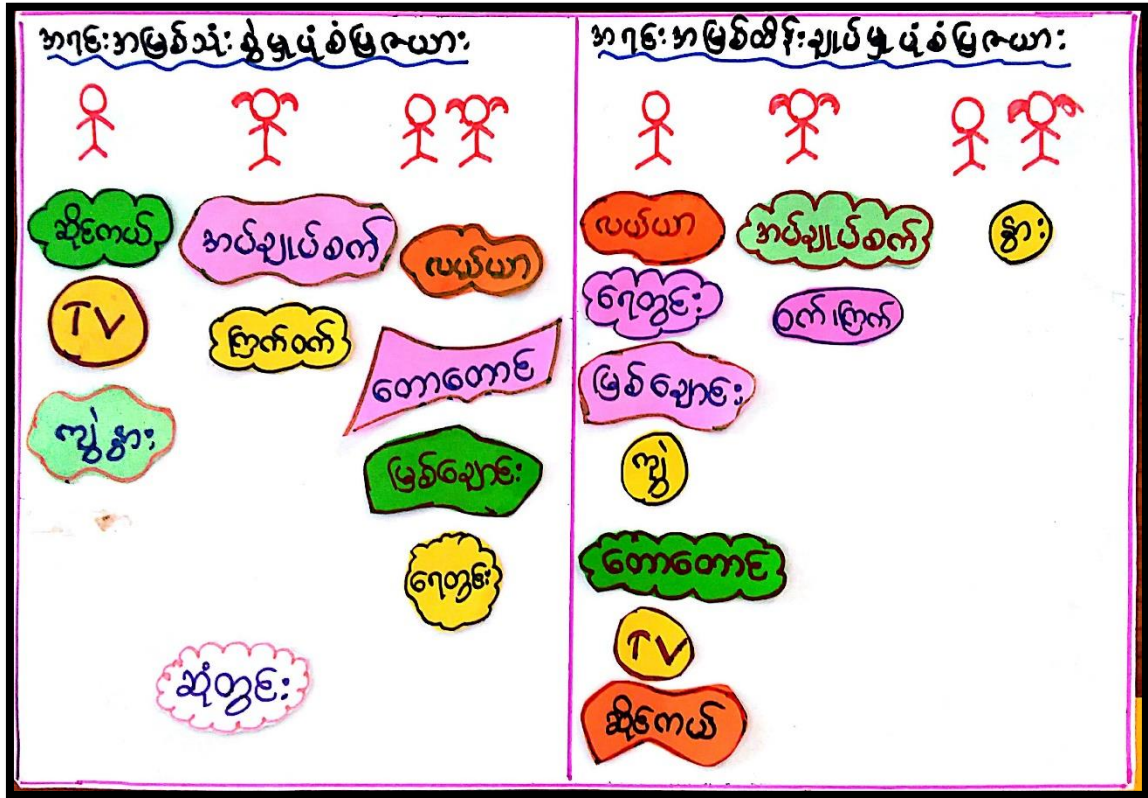 အရင်းအမြစ်သုံးစွဲမှုပုံစံပြဇယား
ဆိုင်ကယ်
TV
ကျွဲနွား
အပ်ချုပ်စက်
ကြက်ဝက်
လယ်ယာ
တောတောင်
မြစ်ချောင်း
ရေတွင်း
ဆုံတွင်း
အရင်းအမြစ်ထိန်းချုပ်မှုပုံစံပြဇယား
လယ်ယာ
ရေတွင်း
မြစ်ချောင်း
ကျွဲ
တောတောင်
TV
ဆိုင်ကယ်
အပ်ချုပ်စက်
ဝက်၊ကြက်
နွား